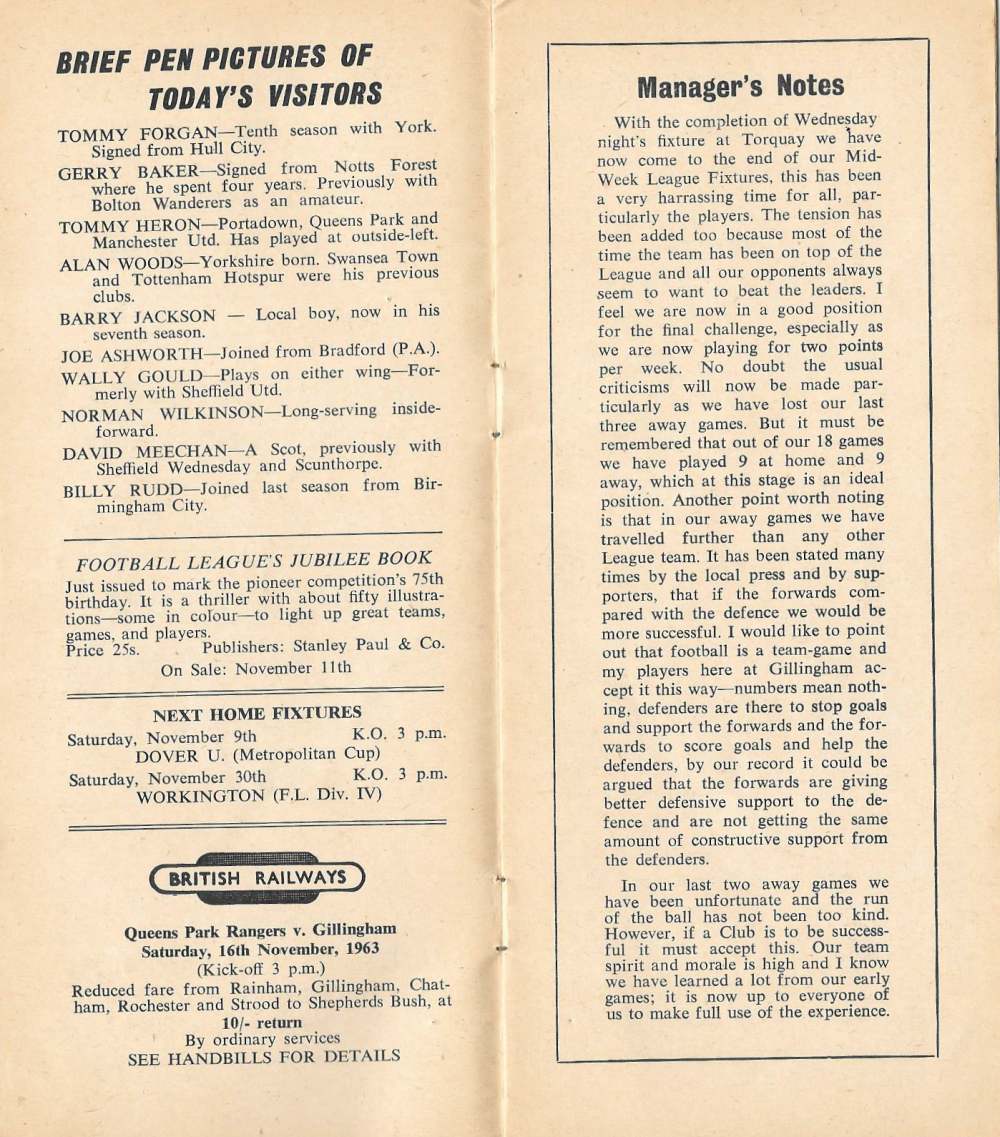 BRIEF PEN PICTURES OF
TODAY'S VISITORS
TOMMY FORGAN—Tenth season with York.
Signed from Hull City.
GERRY BAKER—Signed from Notts Forest
where he spent four years. Previously with
Bolton Wanderers as an amateur.
TOMMY HERON—Portadown, Queens Park and
Manchester Utd. Has played at outside-left.
ALAN WOODS—Yorkshire born. Swansea Town
and Tottenham Hotspur were his previous
clubs.
BARRY JACKSON — Local boy, now in his
seventh season.
JOE ASHWORTH—Joined from Bradford (P.A.).
WALLY GOULD—Plays on either wing—For-
merly with Sheffield Utd.
NORMAN WILKINSON—Long-serving inside-
forward.
DAVID MEECHAN—A Scot, previously with
Sheffield Wednesday and Scunthorpe.
BILLY RUDD—Joined last season from Bir-
mingham City.
FOOTBALL LEAGUE'S JUBILEE BOOK
Just issued to mark the pioneer competition's 75th
birthday. It is a thriller with about fifty illustra-
tions—some in colour—to light up great teams,
games, and players.
Price 25s. Publishers: Stanley Paul & Co.
On Sale: November 11th
NEXT HOME FIXTURES
Saturday, November 9th K.O. 3 p.m.
DOVER U. (Metropolitan Cup)
Saturday, November 30th K.O. 3 p.m.
WORKINGTON (F.L. Div. IV)
BRITISH RAILWAYS
Queens Park Rangers v. Gillingham
Saturday, 16th November, 1963
(Kick-off 3 p.m.)
Reduced fare from Rainham, Gillingham, Chat-
ham, Rochester and Strood to Shepherds Bush, at
10/- return
By ordinary services
SEE HANDBILLS FOR DETAILS
Manager's Notes
With the completion of Wednesday
night's fixture at Torquay we have
now come to the end of our Mid-
Week League Fixtures, this has been
a very harrassing time for all, par-
ticularly the players. The tension has
been added too because most of the
time the team has been on top of the
League and all our opponents always
seem to want to beat the leaders. I
feel we are now in a good position
for the final challenge, especially as
we are now playing for two points
per week. No doubt the usual
criticisms will now be made par-
ticularly as we have lost our last
three away games. But it must be
remembered that out of our 18 games
we have played 9 at home and 9
away, which at this stage is an ideal
position. Another point worth noting
is that in our away games we have
travelled further than any other
League team. It has been stated many
times by the local press and by sup-
porters, that if the forwards com-
pared with the defence we would be
more successful. I would like to point
out that football is a team-game and
my players here at Gillingham ac-
cept it this way—numbers mean noth-
ing, defenders are there to stop goals
and support the forwards and the for-
wards to score goals and help the
defenders, by our record it could be
argued that the forwards are giving
better defensive support to the de-
fence and are not getting the same
amount of constructive support from
the defenders.
In our last two away games we
have been unfortunate and the run
of the ball has not been too kind.
However, if a Club is to be success-
ful it must accept this. Our team
spirit and morale is high and I know
we have learned a lot from our early
games; it is now up to everyone of
us to make full use of the experience.